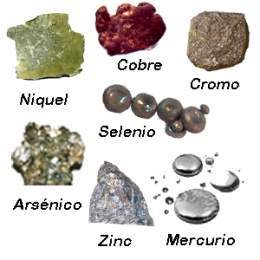 Cobre
Cromo
Niquel
Selenio
Arsénico
Zinc
Mercurio